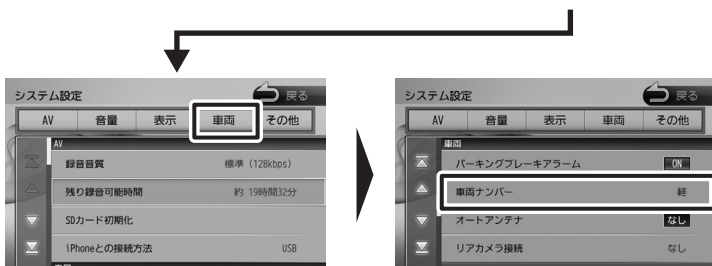 システム設定
戻る
AV 音量 表示 車両 その他
AV
録音音質 標準 (128kbps)
残り録音可能時間 約 19時間32分
SDカード初期化
iPhoneとの接続方法 USB
システム設定
戻る
AV 音量 表示 車両 その他
車両
パーキングブレーキアラーム ON
車両ナンバー 軽
オートアンテナ なし
リアカメラ接続 なし